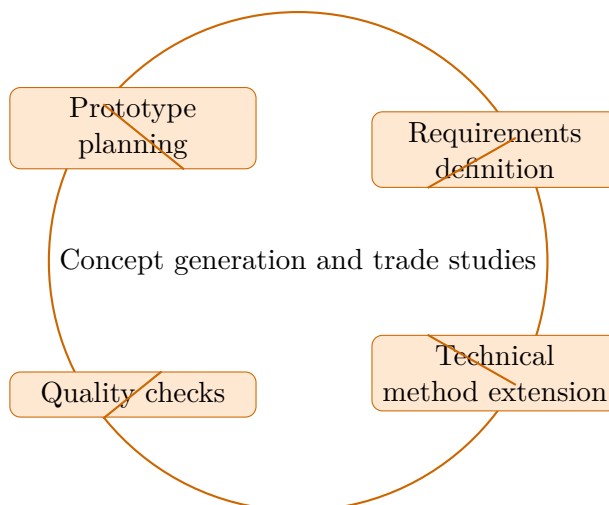 Prototype
planning
Requirements
definition
Concept generation and trade studies
Technical
method extension
Quality checks